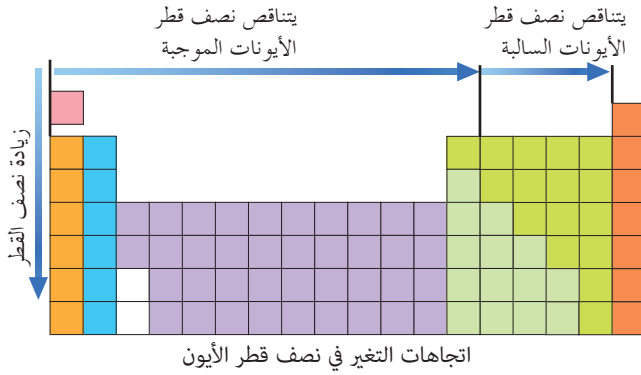 يتناقص نصف قطر
الأيونات الموجبة
يتناقص نصف قطر
الأيونات السالبة
زيادة نصف القطر
اتجاهات التغير في نصف قطر الأيون